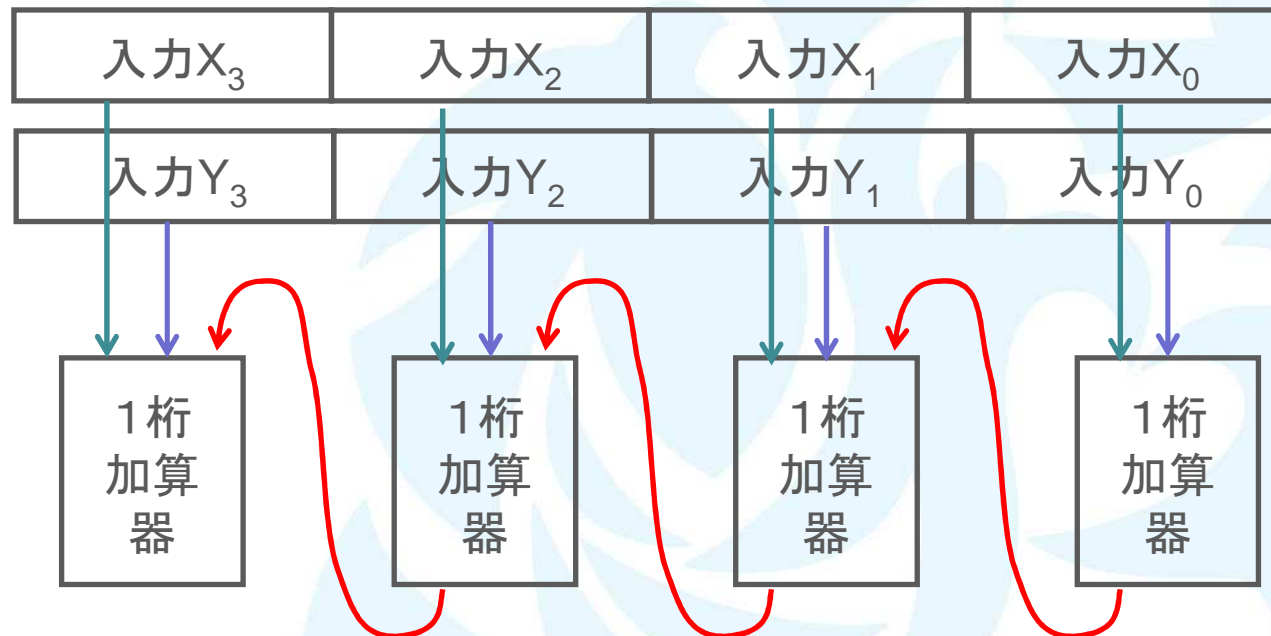 入力X₃ 入力X₂ 入力X₁ 入力X₀
入力Y₃ 入力Y₂ 入力Y₁ 入力Y₀
1桁
加算
器
1桁
加算
器
1桁
加算
器
1桁
加算
器